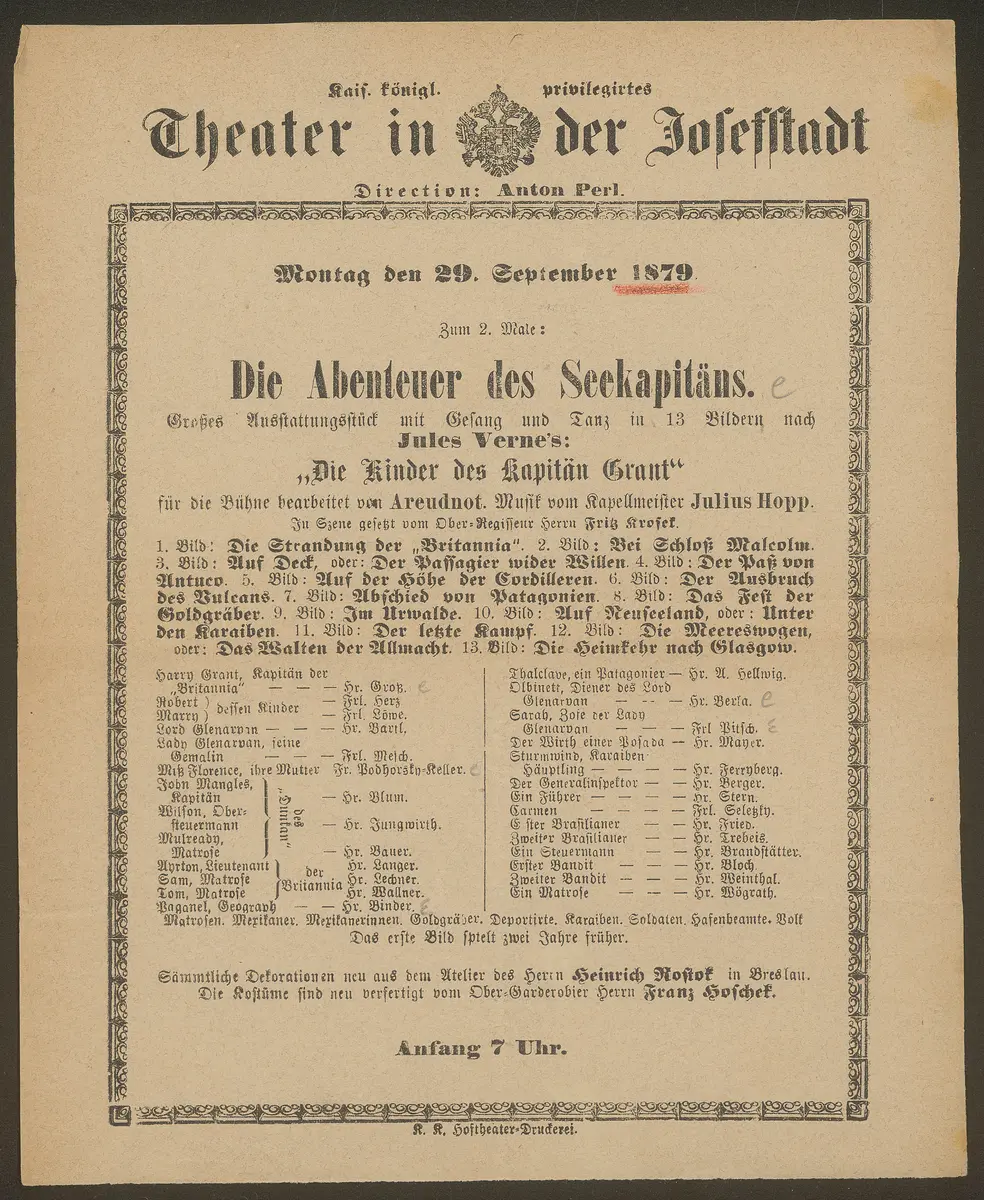 Kais. königl. privilegirtes
Theater in der Josefstadt
Direction: Anton Perl.
Montag den 29. September 1879.
Zum 2. Male:
Die Abenteuer des Seekapitäns. e
Großes Ausstattungsstück mit Gesang und Tanz in 13 Bildern nach
Jules Verne's:
„Die Kinder des Kapitän Grant“
für die Bühne bearbeitet von Areudnot. Musik vom Kapellmeister Julius Hopp.
In Szene gesetzt vom Ober-Regisseur Herrn Fritz Krosek.
1. Bild: Die Strandung der „Britannia“. 2. Bild: Bei Schloß Malcolm.
3. Bild: Auf Deck, oder: Der Passagier wider Willen. 4. Bild: Der Paß von
Antuco. 5. Bild: Auf der Höhe der Cordilleren. 6. Bild: Der Ausbruch
des Vulcans. 7. Bild: Abschied von Patagonien. 8. Bild: Das Fest der
Goldgräber. 9. Bild: Im Urwalde. 10. Bild: Auf Neuseeland, oder: Unter
den Karaiben. 11. Bild: Der letzte Kampf. 12. Bild: Die Meereswogen,
oder: Das Walten der Allmacht. 13. Bild: Die Heimkehr nach Glasgow.
Harry Grant, Kapitän der
„Britannia“ — — — Hr. Groß. e
Robert ) dessen Kinder — Frl. Herz
Marry ) — Frl. Löwe.
Lord Glenarvan — — — Hr. Bartl.
Lady Glenarvan, seine
Gemalin — — — Frl. Mejch.
Miß Florence, ihre Mutter Fr. Podhorsky-Keller. e
John Mangles,
Kapitän — Hr. Blum.
Wilson, Ober-
steuermann — Hr. Jungwirth.
Mulready,
Matrose — Hr. Bauer.
des „Duntan“
Ayrton, Lieutenant Hr. Langer.
Sam, Matrose der Britannia Hr. Lechner.
Tom, Matrose Hr. Wallner.
Paganel, Geograph — — Hr. Binder. e
Thalclave, ein Patagonier — Hr. A. Hellwig.
Olbinett, Diener des Lord
Glenarvan — — — Hr. Berla. e
Sarah, Zofe der Lady
Glenarvan — — — Frl Pitsch. e
Der Wirth einer Posada — Hr. Mayer.
Sturmwind, Karaiben
Häuptling — — — Hr. Ferryberg.
Der Generalinspektor — — Hr. Berger.
Ein Führer — — — — Hr. Stern.
Carmen — — Frl. Seletzky.
E ster Brasilianer — — Hr. Fried.
Zweiter Brasilianer — — Hr. Trebeis.
Ein Steuermann — — Hr. Brandstätter.
Erster Bandit — — — Hr. Bloch.
Zweiter Bandit — — — Hr. Weinthal.
Ein Matrose — — — Hr. Wögrath.
Matrosen. Mexikaner. Mexikanerinnen. Goldgräber. Deportirte. Karaiben. Soldaten. Hafenbeamte. Volk
Das erste Bild spielt zwei Jahre früher.
Sämmtliche Dekorationen neu aus dem Atelier des Herrn Heinrich Rostok in Breslau.
Die Kostüme sind neu verfertigt vom Ober-Garderobier Herrn Franz Hoschek.
Anfang 7 Uhr.
K. K. Hoftheater-Druckerei.